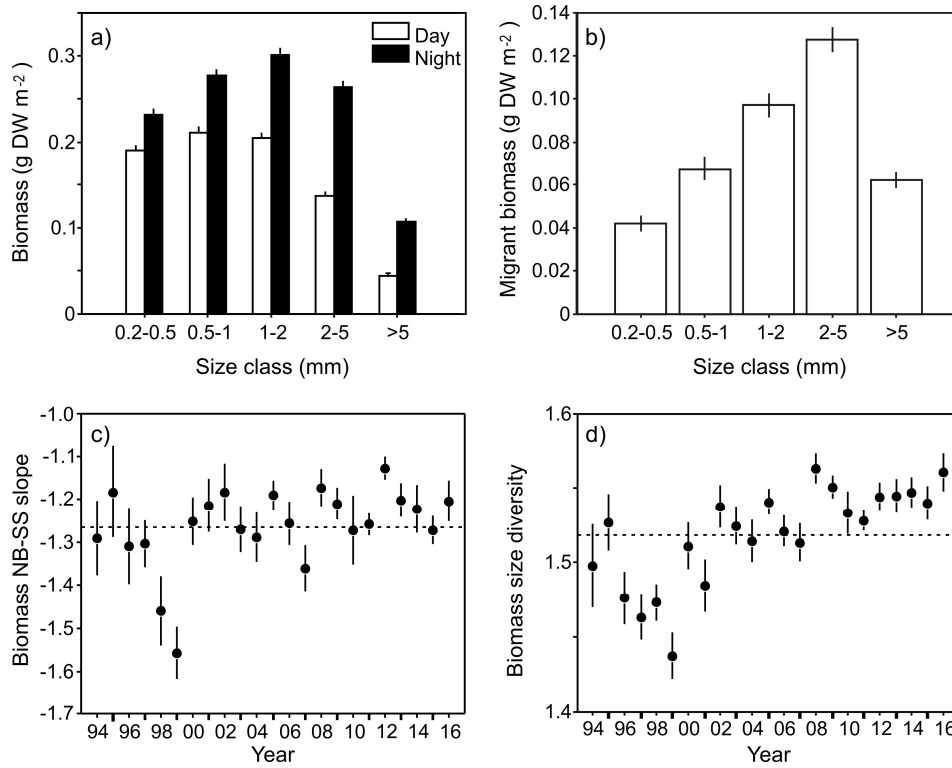 a)
Day
Night
Biomass (g DW m-2 )
0.3
0.2
0.1
0
0.2-0.5 0.5-1 1-2 2-5 >5
Size class (mm)
b)
Migrant biomass (g DW m-2)
0.14
0.12
0.10
0.08
0.06
0.04
0.02
0
0.2-0.5 0.5-1 1-2 2-5 >5
Size class (mm)
c)
Biomass NB-SS slope
-1.0
-1.1
-1.2
-1.3
-1.4
-1.5
-1.6
-1.7
94 96 98 00 02 04 06 08 10 12 14 16
Year
d)
Biomass size diversity
1.6
1.5
1.4
94 96 98 00 02 04 06 08 10 12 14 16
Year